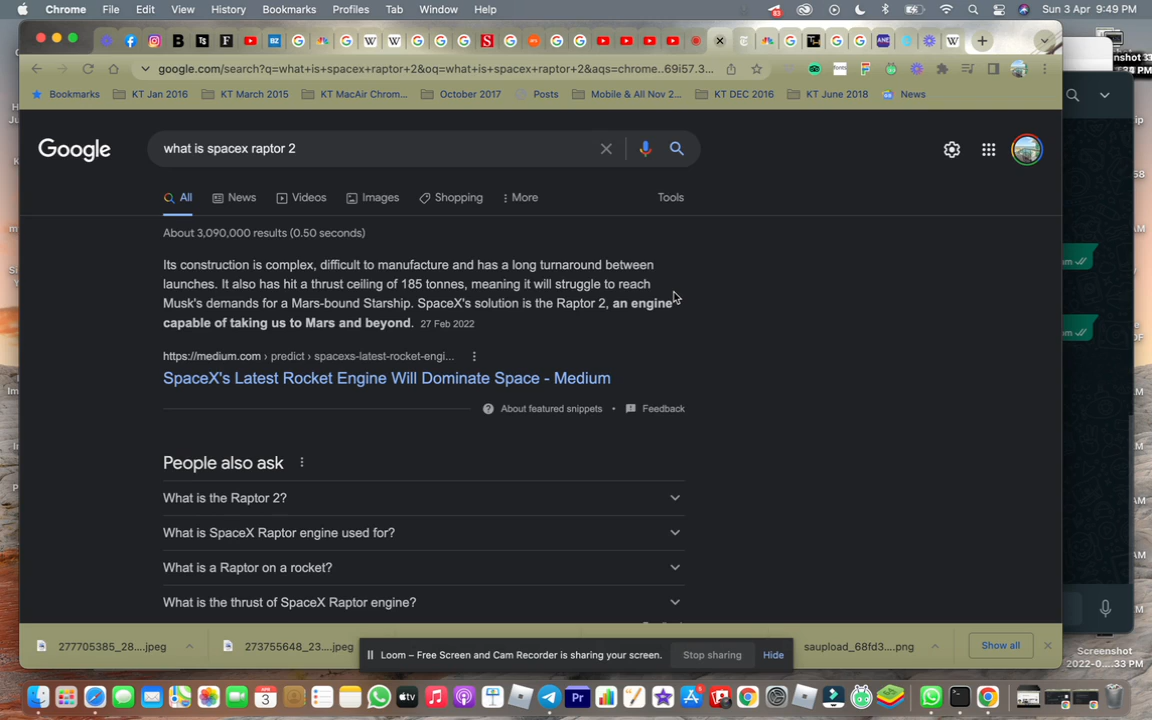 Chrome File Edit View History Bookmarks Profiles Tab Window Help 83 Sun 3 Apr 9:49 PM
google.com/search?q=what+is+spacex+raptor+2&oq=what+is+spacex+raptor+2&aqs=chrome..69i57.3...
Bookmarks KT Jan 2016 KT March 2015 KT MacAir Chrom... October 2017 Posts Mobile & All Nov 2... KT DEC 2016 KT June 2018 News
Google what is spacex raptor 2
All News Videos Images Shopping More Tools
About 3,090,000 results (0.50 seconds)
Its construction is complex, difficult to manufacture and has a long turnaround between
launches. It also has hit a thrust ceiling of 185 tonnes, meaning it will struggle to reach
Musk's demands for a Mars-bound Starship. SpaceX's solution is the Raptor 2, an engine
capable of taking us to Mars and beyond. 27 Feb 2022
https://medium.com › predict › spacexs-latest-rocket-engi...
SpaceX's Latest Rocket Engine Will Dominate Space - Medium
About featured snippets • Feedback
People also ask
What is the Raptor 2?
What is SpaceX Raptor engine used for?
What is a Raptor on a rocket?
What is the thrust of SpaceX Raptor engine?
277705385_28....jpeg 273755648_23....jpeg saupload_68fd3....png Show all
Loom – Free Screen and Cam Recorder is sharing your screen. Stop sharing Hide
Screenshot
2022-0....33 PM
APR
3